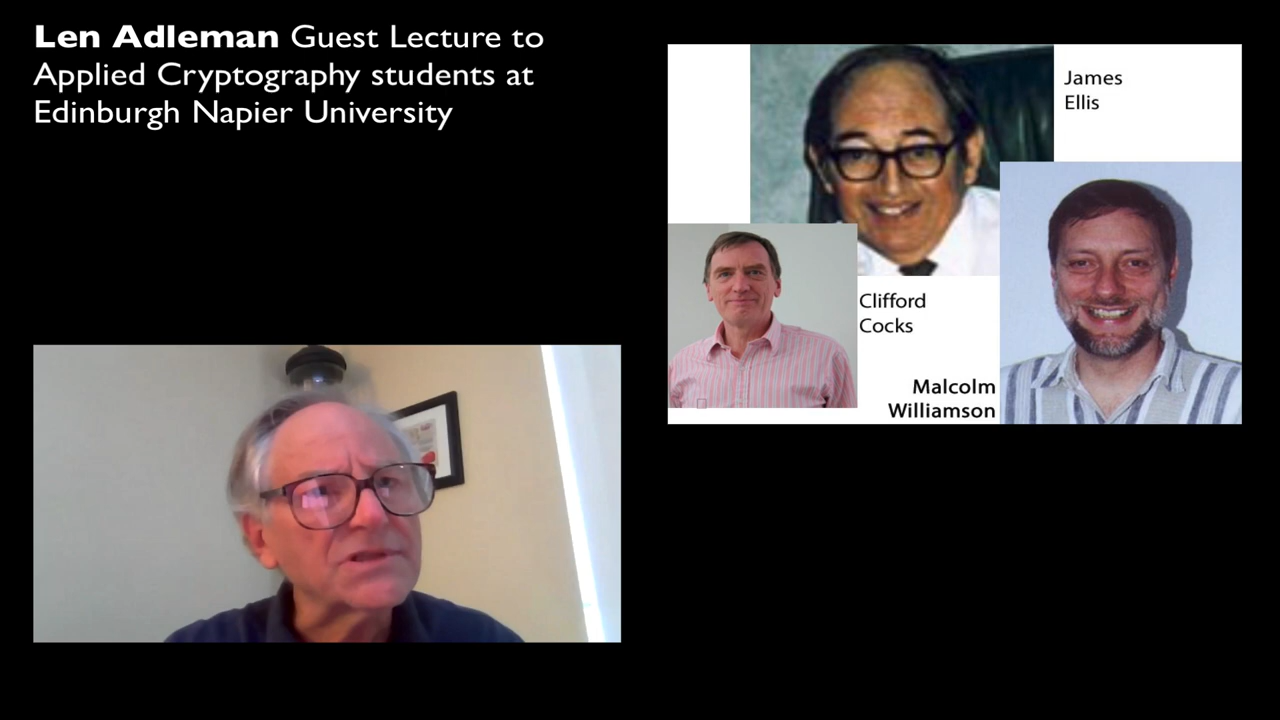 Len Adleman Guest Lecture to
Applied Cryptography students at
Edinburgh Napier University
James
Ellis
Clifford
Cocks
Malcolm
Williamson